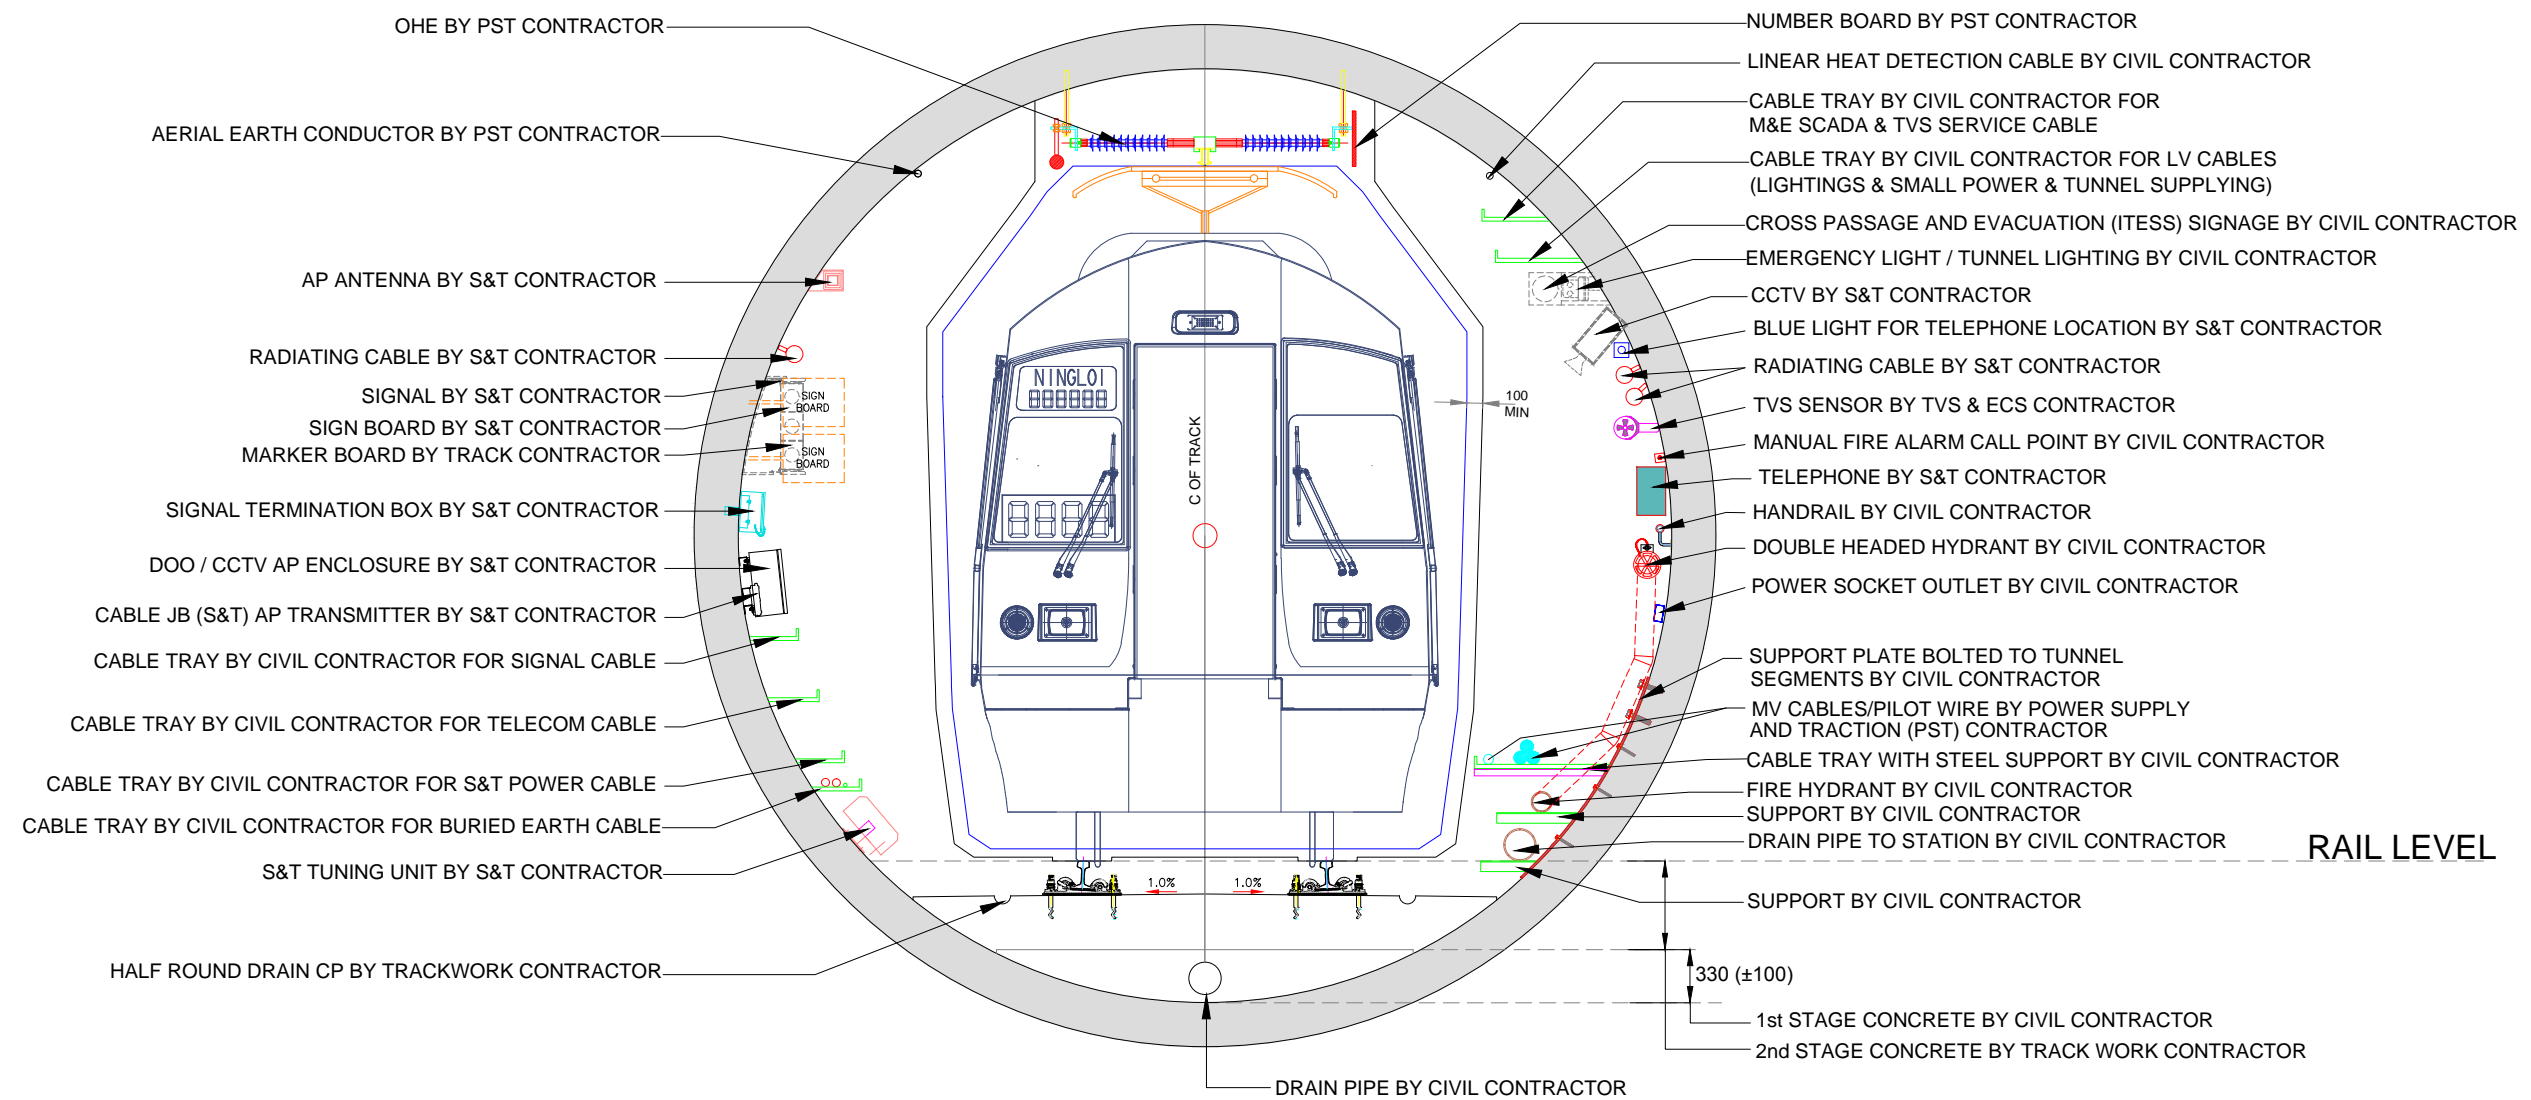 OHE BY PST CONTRACTOR
AERIAL EARTH CONDUCTOR BY PST CONTRACTOR
AP ANTENNA BY S&T CONTRACTOR
RADIATING CABLE BY S&T CONTRACTOR
SIGNAL BY S&T CONTRACTOR
SIGN BOARD BY S&T CONTRACTOR
MARKER BOARD BY TRACK CONTRACTOR
SIGNAL TERMINATION BOX BY S&T CONTRACTOR
DOO / CCTV AP ENCLOSURE BY S&T CONTRACTOR
CABLE JB (S&T) AP TRANSMITTER BY S&T CONTRACTOR
CABLE TRAY BY CIVIL CONTRACTOR FOR SIGNAL CABLE
CABLE TRAY BY CIVIL CONTRACTOR FOR TELECOM CABLE
CABLE TRAY BY CIVIL CONTRACTOR FOR S&T POWER CABLE
CABLE TRAY BY CIVIL CONTRACTOR FOR BURIED EARTH CABLE
S&T TUNING UNIT BY S&T CONTRACTOR
HALF ROUND DRAIN CP BY TRACKWORK CONTRACTOR
SIGN
BOARD
SIGN
BOARD
NINGLOI
888888
8888
C OF TRACK
100
MIN
1.0%
1.0%
NUMBER BOARD BY PST CONTRACTOR
LINEAR HEAT DETECTION CABLE BY CIVIL CONTRACTOR
CABLE TRAY BY CIVIL CONTRACTOR FOR
M&E SCADA & TVS SERVICE CABLE
CABLE TRAY BY CIVIL CONTRACTOR FOR LV CABLES
(LIGHTINGS & SMALL POWER & TUNNEL SUPPLYING)
CROSS PASSAGE AND EVACUATION (ITESS) SIGNAGE BY CIVIL CONTRACTOR
EMERGENCY LIGHT / TUNNEL LIGHTING BY CIVIL CONTRACTOR
CCTV BY S&T CONTRACTOR
BLUE LIGHT FOR TELEPHONE LOCATION BY S&T CONTRACTOR
RADIATING CABLE BY S&T CONTRACTOR
TVS SENSOR BY TVS & ECS CONTRACTOR
MANUAL FIRE ALARM CALL POINT BY CIVIL CONTRACTOR
TELEPHONE BY S&T CONTRACTOR
HANDRAIL BY CIVIL CONTRACTOR
DOUBLE HEADED HYDRANT BY CIVIL CONTRACTOR
POWER SOCKET OUTLET BY CIVIL CONTRACTOR
SUPPORT PLATE BOLTED TO TUNNEL
SEGMENTS BY CIVIL CONTRACTOR
MV CABLES/PILOT WIRE BY POWER SUPPLY
AND TRACTION (PST) CONTRACTOR
CABLE TRAY WITH STEEL SUPPORT BY CIVIL CONTRACTOR
FIRE HYDRANT BY CIVIL CONTRACTOR
SUPPORT BY CIVIL CONTRACTOR
DRAIN PIPE TO STATION BY CIVIL CONTRACTOR
RAIL LEVEL
SUPPORT BY CIVIL CONTRACTOR
330 (±100)
1st STAGE CONCRETE BY CIVIL CONTRACTOR
2nd STAGE CONCRETE BY TRACK WORK CONTRACTOR
DRAIN PIPE BY CIVIL CONTRACTOR